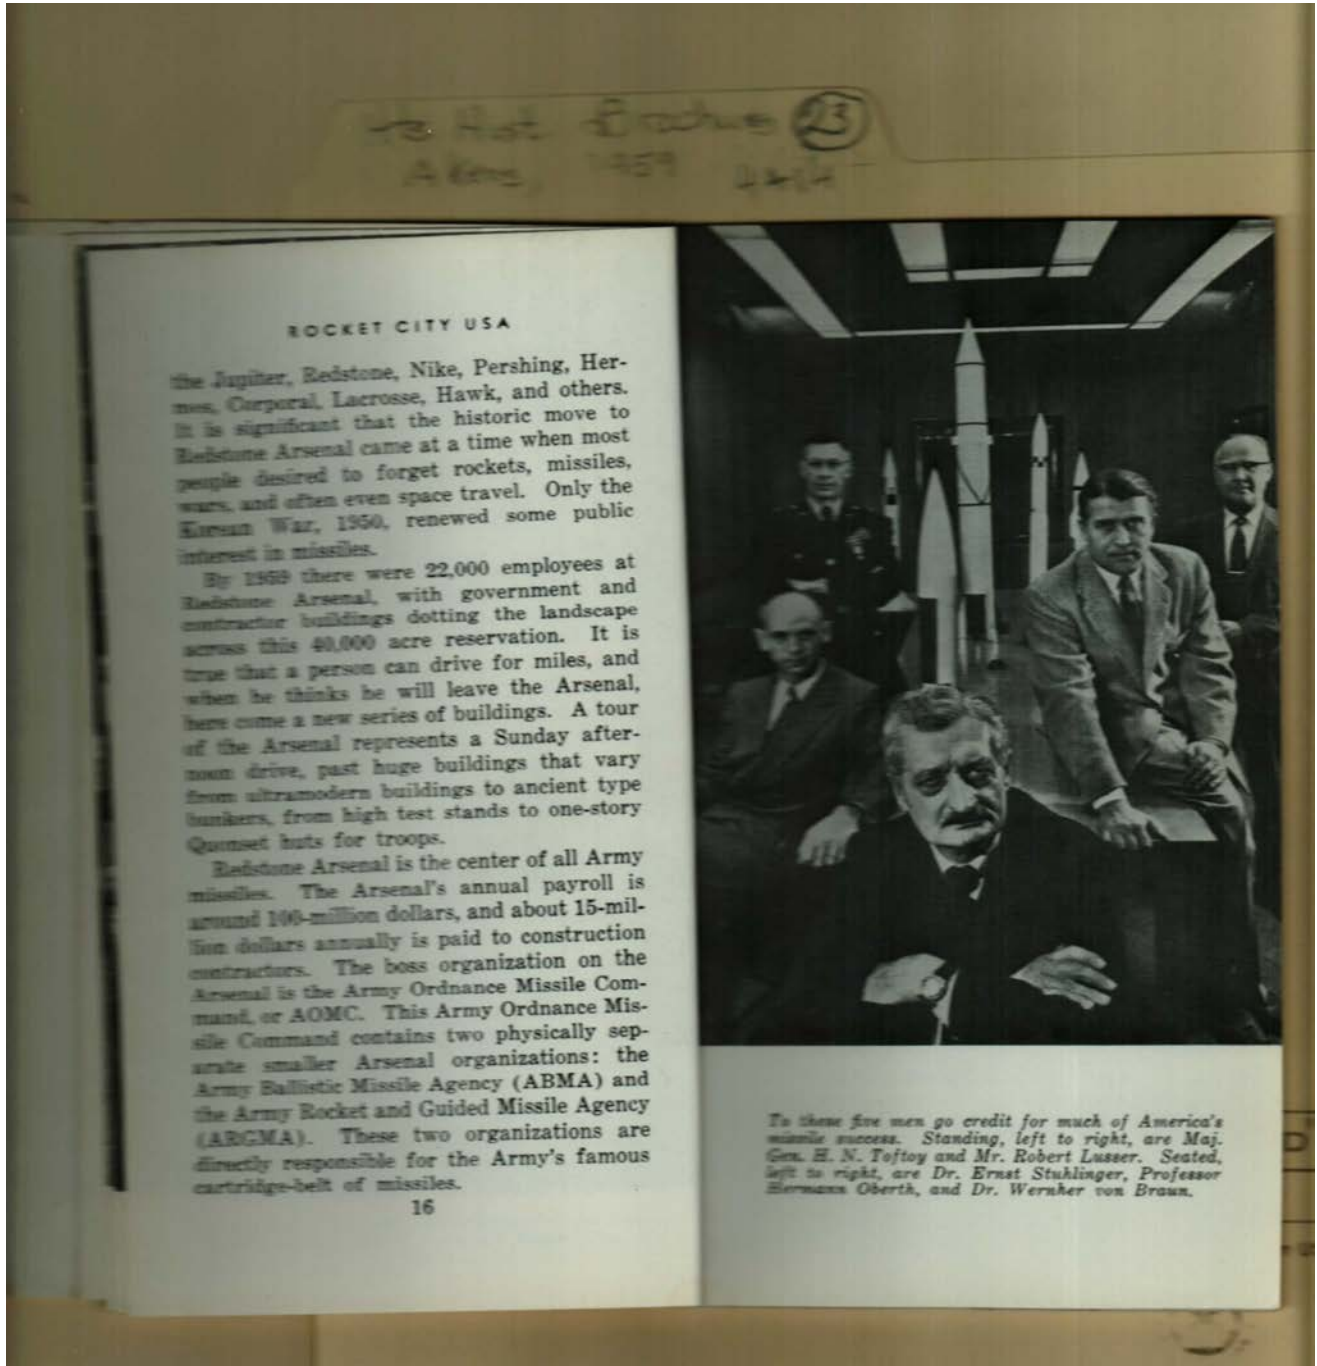 23
1959
ROCKET CITY USA
the Jupiter, Redstone, Nike, Pershing, Her-
mes, Corporal, Lacrosse, Hawk, and others.
It is significant that the historic move to
Redstone Arsenal came at a time when most
people desired to forget rockets, missiles,
wars, and often even space travel. Only the
Korean War, 1950, renewed some public
interest in missiles.
By 1959 there were 22,000 employees at
Redstone Arsenal, with government and
contractor buildings dotting the landscape
across this 40,000 acre reservation. It is
true that a person can drive for miles, and
when he thinks he will leave the Arsenal,
here come a new series of buildings. A tour
of the Arsenal represents a Sunday after-
noon drive, past huge buildings that vary
from ultramodern buildings to ancient type
bunkers, from high test stands to one-story
Quonset huts for troops.
Redstone Arsenal is the center of all Army
missiles. The Arsenal's annual payroll is
around 100-million dollars, and about 15-mil-
lion dollars annually is paid to construction
contractors. The boss organization on the
Arsenal is the Army Ordnance Missile Com-
mand, or AOMC. This Army Ordnance Mis-
sile Command contains two physically sep-
arate smaller Arsenal organizations: the
Army Ballistic Missile Agency (ABMA) and
the Army Rocket and Guided Missile Agency
(ARGMA). These two organizations are
directly responsible for the Army's famous
cartridge-belt of missiles.
16
To these five men go credit for much of America's
missile success. Standing, left to right, are Maj.
Gen. H. N. Toftoy and Mr. Robert Lusser. Seated,
left to right, are Dr. Ernst Stuhlinger, Professor
Hermann Oberth, and Dr. Wernher von Braun.